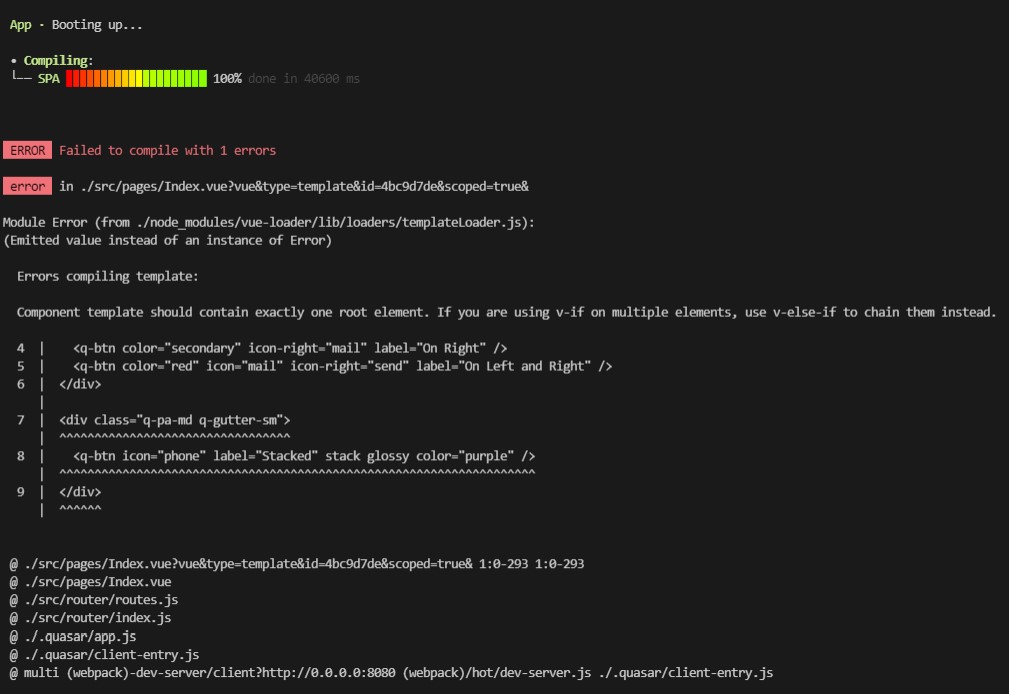 App · Booting up...
• Compiling:
└── SPA 100% done in 40600 ms
ERROR Failed to compile with 1 errors
error in ./src/pages/Index.vue?vue&type=template&id=4bc9d7de&scoped=true&
Module Error (from ./node_modules/vue-loader/lib/loaders/templateLoader.js):
(Emitted value instead of an instance of Error)
Errors compiling template:
Component template should contain exactly one root element. If you are using v-if on multiple elements, use v-else-if to chain them instead.
4 | <q-btn color="secondary" icon-right="mail" label="On Right" />
5 | <q-btn color="red" icon="mail" icon-right="send" label="On Left and Right" />
6 | </div>
|
7 | <div class="q-pa-md q-gutter-sm">
| ^^^^^^^^^^^^^^^^^^^^^^^^^^^^^^^^^
8 | <q-btn icon="phone" label="Stacked" stack glossy color="purple" />
| ^^^^^^^^^^^^^^^^^^^^^^^^^^^^^^^^^^^^^^^^^^^^^^^^^^^^^^^^^^^^^^^^^^^^
9 | </div>
| ^^^^^^
@ ./src/pages/Index.vue?vue&type=template&id=4bc9d7de&scoped=true& 1:0-293 1:0-293
@ ./src/pages/Index.vue
@ ./src/router/routes.js
@ ./src/router/index.js
@ ./.quasar/app.js
@ ./.quasar/client-entry.js
@ multi (webpack)-dev-server/client?http://0.0.0.0:8080 (webpack)/hot/dev-server.js ./.quasar/client-entry.js